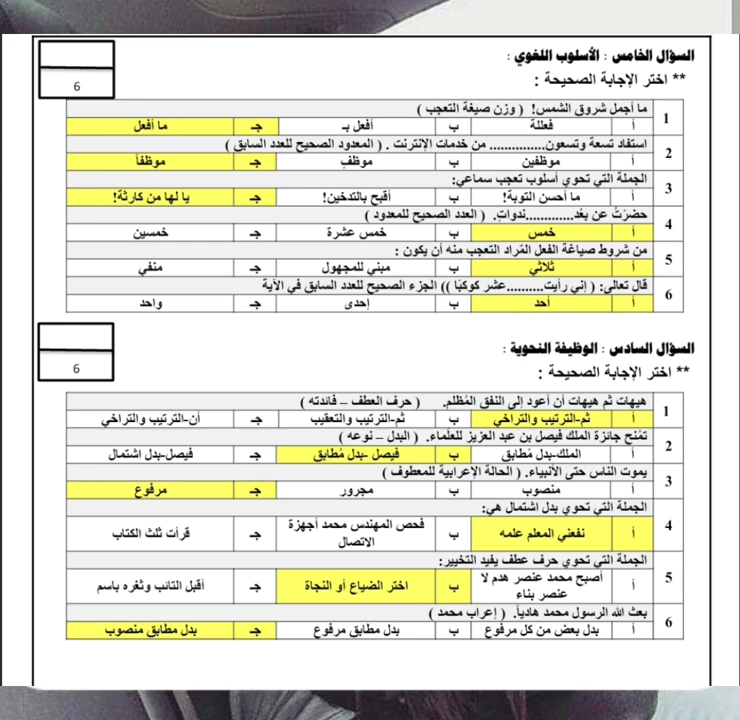 السؤال الخامس : الأسلوب اللغوي :
6
** اختر الإجابة الصحيحة :
1 ما أجمل شروق الشمس! ( وزن صيغة التعجب )
أ فعللة ب أفعل بـ جـ ما أفعل
2 استفاد تسعة وتسعون...............من خدمات الإنترنت . ( المعدود الصحيح للعدد السابق )
أ موظفين ب موظف جـ موظفاً
3 الجملة التي تحوي أسلوب تعجب سماعي:
أ ما أحسن التوبة! ب أقبح بالتدخين! جـ يا لها من كارثة!
4 حضرْتُ عن بعْد.............ندواتٍ. ( العدد الصحيح للمعدود )
أ خمس ب خمس عشرة جـ خمسين
5 من شروط صياغة الفعل المُراد التعجب منه أن يكون :
أ ثلاثي ب مبني للمجهول جـ منفي
6 قال تعالى: ( إني رأيت..........عشر كوكبًا )) الجزء الصحيح للعدد السابق في الآية
أ أحد ب إحدى جـ واحد
السؤال السادس : الوظيفة النحوية :
6
** اختر الإجابة الصحيحة :
1 هيهات ثم هيهات أن أعود إلى النفق المُظلم. ( حرف العطف – فائدته )
أ ثم-الترتيب والتراخي ب ثم-الترتيب والتعقيب جـ أن-الترتيب والتراخي
2 تمْنح جائزة الملك فيصل بن عبد العزيز للعلماء. ( البدل – نوعه )
أ الملك-بدل مُطابق ب فيصل -بدل مُطابق جـ فيصل-بدل اشتمال
3 يموت الناس حتى الأنبياء. ( الحالة الإعرابية للمعطوف )
أ منصوب ب مجرور جـ مرفوع
4 الجملة التي تحوي بدل اشتمال هي:
أ نفعني المعلم علمه ب فحص المهندس محمد أجهزة الاتصال جـ قرأت ثلث الكتاب
5 الجملة التي تحوي حرف عطف يفيد التخيير:
أ أصبح محمد عنصر هدم لا عنصر بناء ب اختر الضياع أو النجاة جـ أقبل التائب وثغره باسم
6 بعث الله الرسول محمد هادياً. ( إعراب محمد )
أ بدل بعض من كل مرفوع ب بدل مطابق مرفوع جـ بدل مطابق منصوب